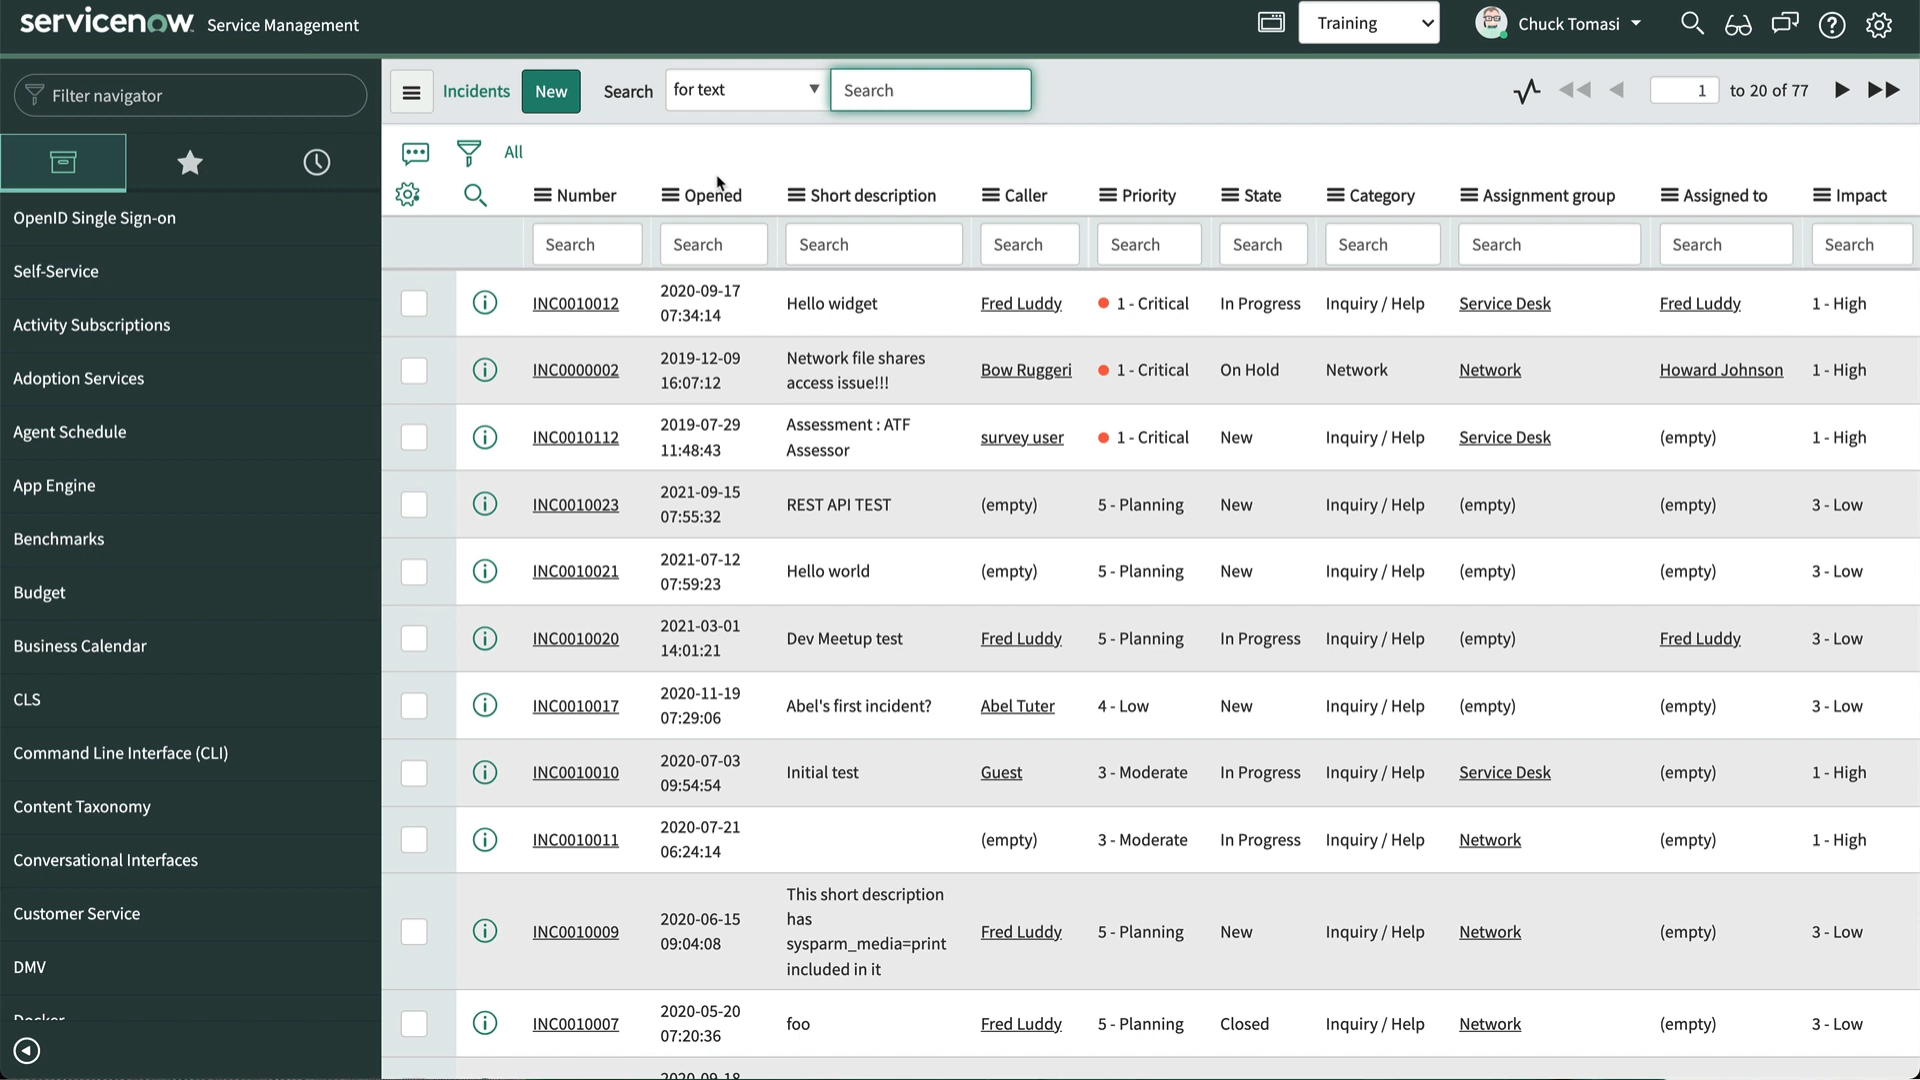 servicenow Service Management
Training
Chuck Tomasi
Filter navigator
OpenID Single Sign-on
Self-Service
Activity Subscriptions
Adoption Services
Agent Schedule
App Engine
Benchmarks
Budget
Business Calendar
CLS
Command Line Interface (CLI)
Content Taxonomy
Conversational Interfaces
Customer Service
DMV
Docker
Incidents New Search for text Search 1 to 20 of 77
All
Number Opened Short description Caller Priority State Category Assignment group Assigned to Impact
Search Search Search Search Search Search Search Search Search Search
INC0010012 2020-09-17 07:34:14 Hello widget Fred Luddy 1 - Critical In Progress Inquiry / Help Service Desk Fred Luddy 1 - High
INC0000002 2019-12-09 16:07:12 Network file shares access issue!!! Bow Ruggeri 1 - Critical On Hold Network Network Howard Johnson 1 - High
INC0010112 2019-07-29 11:48:43 Assessment : ATF Assessor survey user 1 - Critical New Inquiry / Help Service Desk (empty) 1 - High
INC0010023 2021-09-15 07:55:32 REST API TEST (empty) 5 - Planning New Inquiry / Help (empty) (empty) 3 - Low
INC0010021 2021-07-12 07:59:23 Hello world (empty) 5 - Planning New Inquiry / Help (empty) (empty) 3 - Low
INC0010020 2021-03-01 14:01:21 Dev Meetup test Fred Luddy 5 - Planning In Progress Inquiry / Help (empty) Fred Luddy 3 - Low
INC0010017 2020-11-19 07:29:06 Abel's first incident? Abel Tuter 4 - Low New Inquiry / Help (empty) (empty) 3 - Low
INC0010010 2020-07-03 09:54:54 Initial test Guest 3 - Moderate In Progress Inquiry / Help Service Desk (empty) 1 - High
INC0010011 2020-07-21 06:24:14 (empty) 3 - Moderate In Progress Inquiry / Help Network (empty) 1 - High
INC0010009 2020-06-15 09:04:08 This short description has sysparm_media=print included in it Fred Luddy 5 - Planning New Inquiry / Help Network (empty) 3 - Low
INC0010007 2020-05-20 07:20:36 foo Fred Luddy 5 - Planning Closed Inquiry / Help Network (empty) 3 - Low
2020-09-18